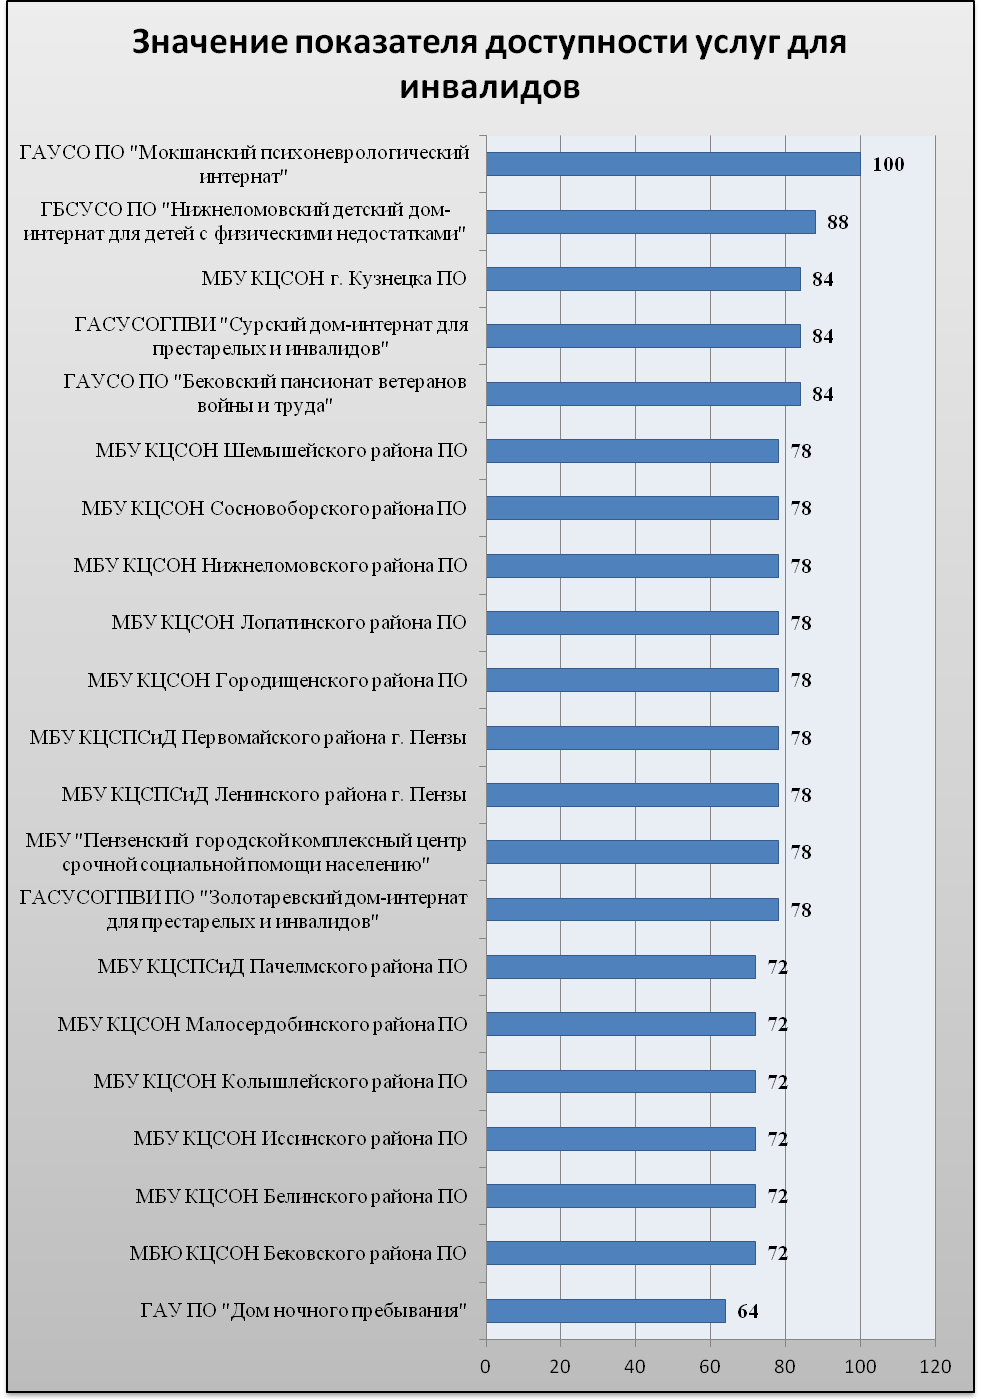 Значение показателя доступности услуг для
инвалидов
ГАУСО ПО "Мокшанский психоневрологический
интернат"
100
ГБСУСО ПО "Нижнеломовский детский дом-
интернат для детей с физическими недостатками"
88
МБУ КЦСОН г. Кузнецка ПО
84
ГАСУСОГПВИ "Сурский дом-интернат для
престарелых и инвалидов"
84
ГАУСО ПО "Бековский пансионат ветеранов
войны и труда"
84
МБУ КЦСОН Шемышейского района ПО
78
МБУ КЦСОН Сосновоборского района ПО
78
МБУ КЦСОН Нижнеломовского района ПО
78
МБУ КЦСОН Лопатинского района ПО
78
МБУ КЦСОН Городищенского района ПО
78
МБУ КЦСПСиД Первомайского района г. Пензы
78
МБУ КЦСПСиД Ленинского района г. Пензы
78
МБУ "Пензенский городской комплексный центр
срочной социальной помощи населению"
78
ГАСУСОГПВИ ПО "Золотаревский дом-интернат
для престарелых и инвалидов"
78
МБУ КЦСПСиД Пачелмского района ПО
72
МБУ КЦСОН Малосердобинского района ПО
72
МБУ КЦСОН Колышлейского района ПО
72
МБУ КЦСОН Иссинского района ПО
72
МБУ КЦСОН Белинского района ПО
72
МБЮ КЦСОН Бековского района ПО
72
ГАУ ПО "Дом ночного пребывания"
64
0 20 40 60 80 100 120